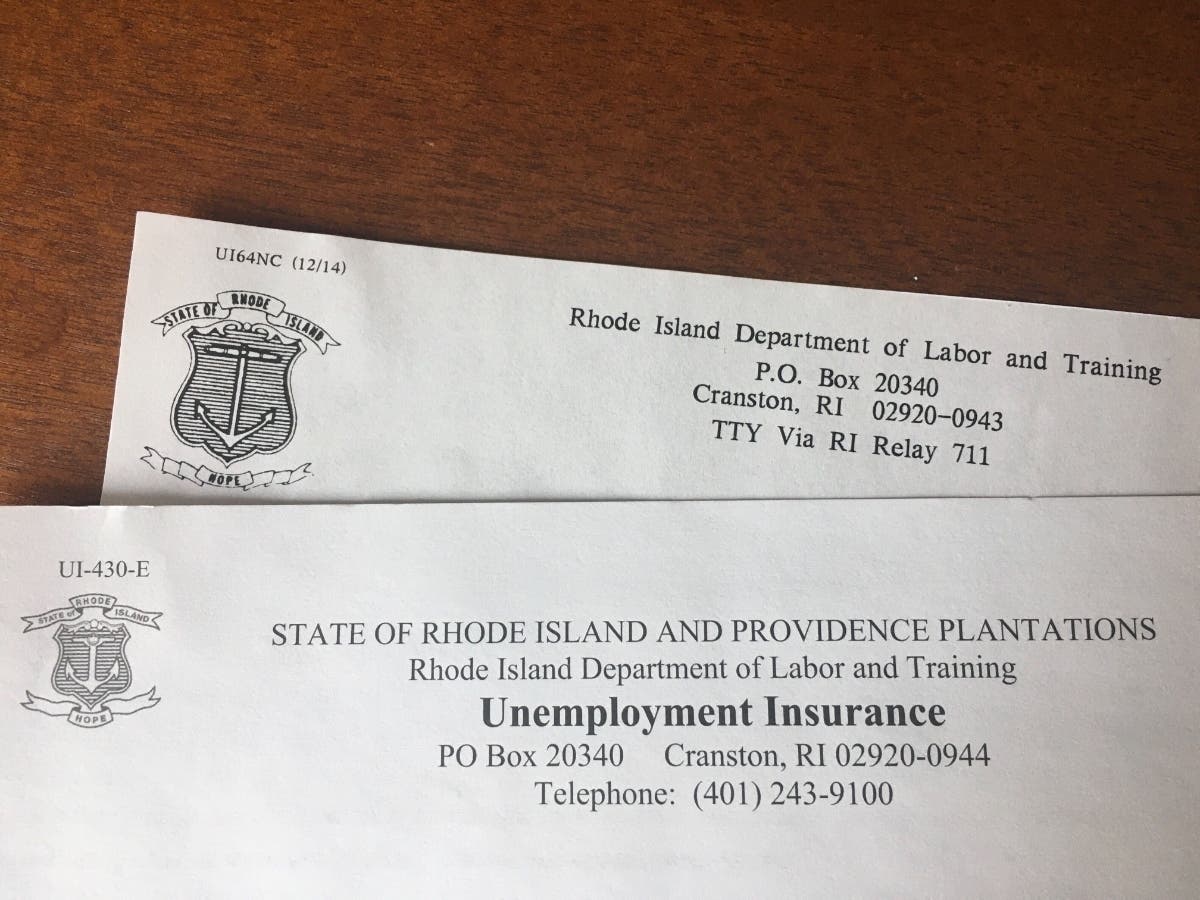 UI64NC (12/14)
STATE OF RHODE ISLAND
HOPE
Rhode Island Department of Labor and Training
P.O. Box 20340
Cranston, RI 02920-0943
TTY Via RI Relay 711
UI-430-E
STATE of RHODE ISLAND
HOPE
STATE OF RHODE ISLAND AND PROVIDENCE PLANTATIONS
Rhode Island Department of Labor and Training
Unemployment Insurance
PO Box 20340 Cranston, RI 02920-0944
Telephone: (401) 243-9100